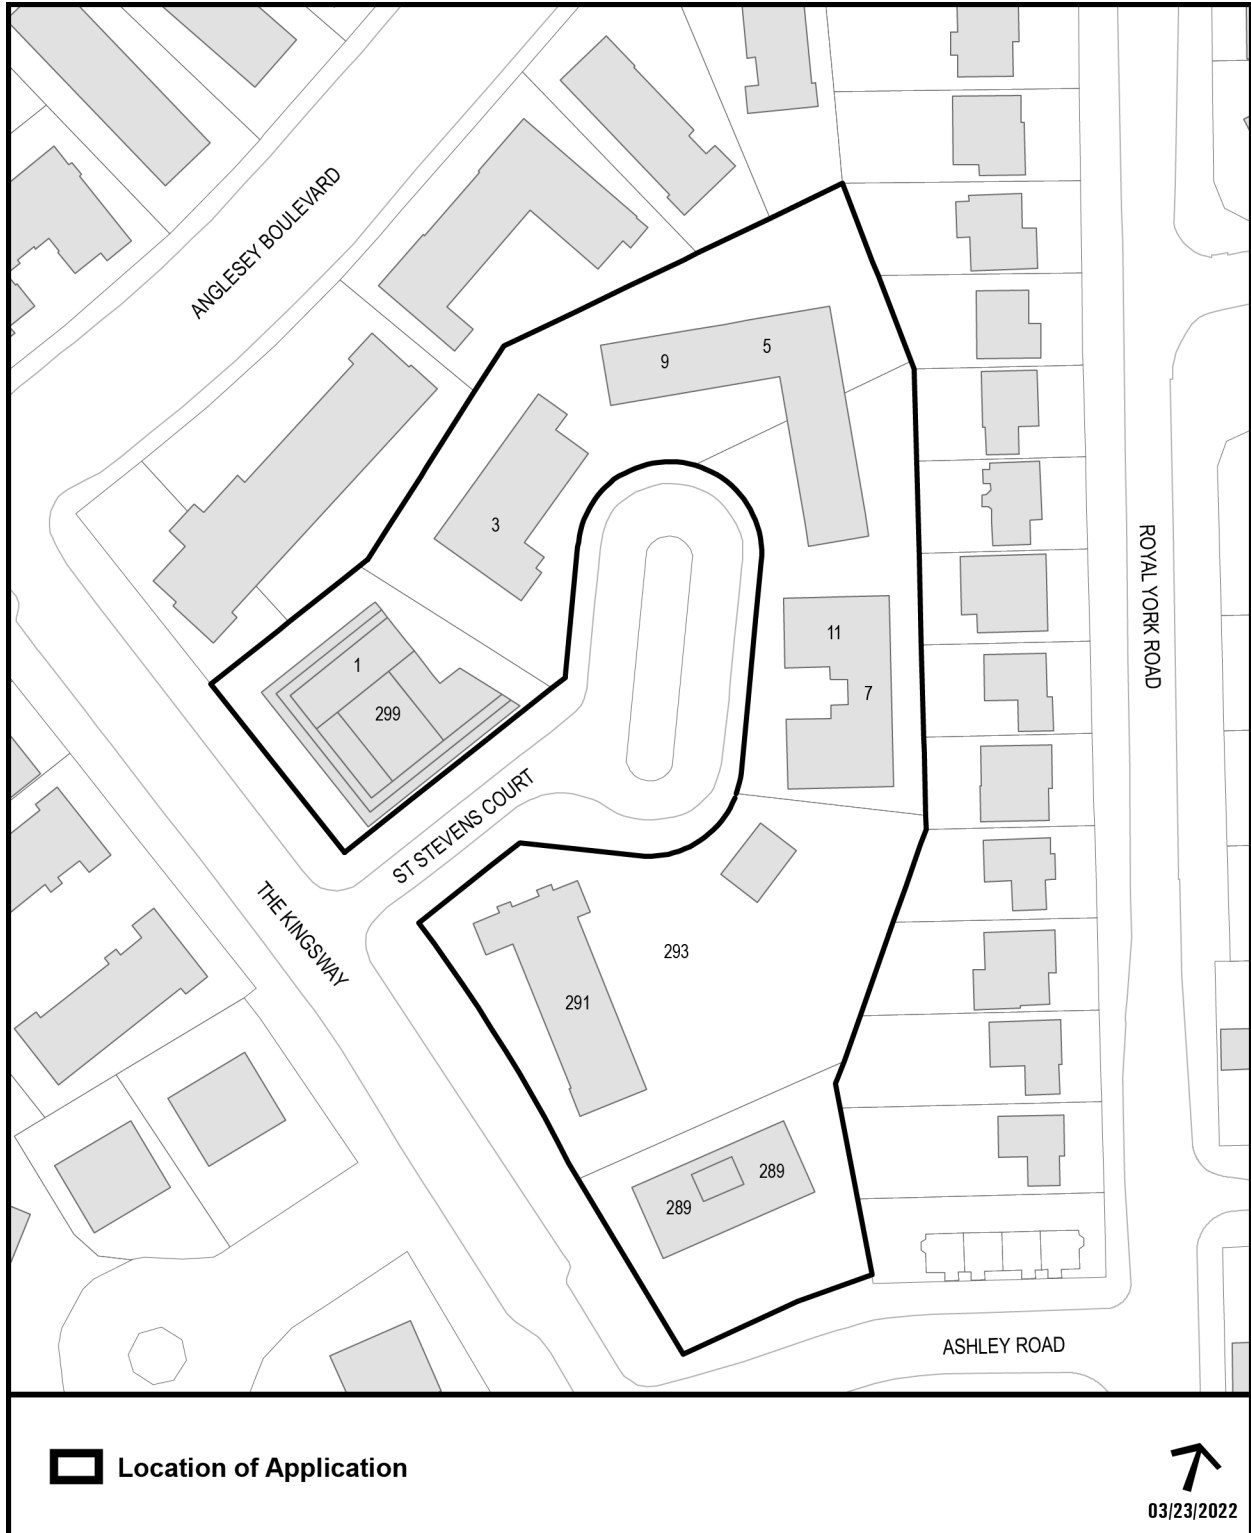 ANGLESEY BOULEVARD
9
5
3
ROYAL YORK ROAD
11
1
7
299
ST STEVENS COURT
THE KINGSWAY
293
291
289
289
ASHLEY ROAD
Location of Application
03/23/2022